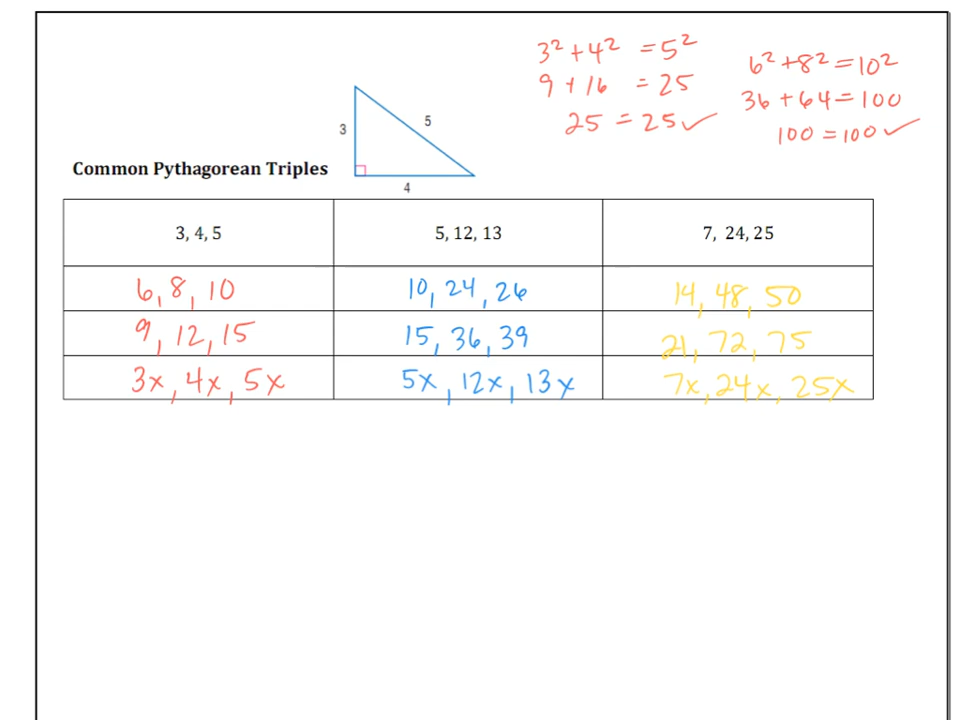 3² + 4² = 5²
9 + 16 = 25
25 = 25 ✓
6² + 8² = 10²
36 + 64 = 100
100 = 100 ✓
3
5
4
Common Pythagorean Triples
3, 4, 5
5, 12, 13
7, 24, 25
6, 8, 10
10, 24, 26
14, 48, 50
9, 12, 15
15, 36, 39
21, 72, 75
3x, 4x, 5x
5x, 12x, 13x
7x, 24x, 25x